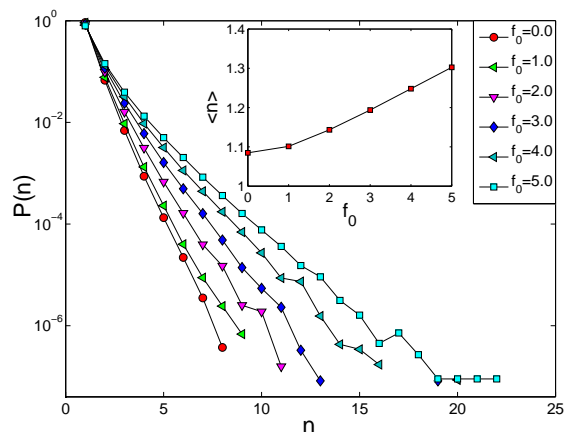 10^0
10^-2
10^-4
10^-6
P(n)
0 5 10 15 20 25
n
1.4
1.3
1.2
1.1
1
<n>
0 1 2 3 4 5
f_0
f_0=0.0
f_0=1.0
f_0=2.0
f_0=3.0
f_0=4.0
f_0=5.0